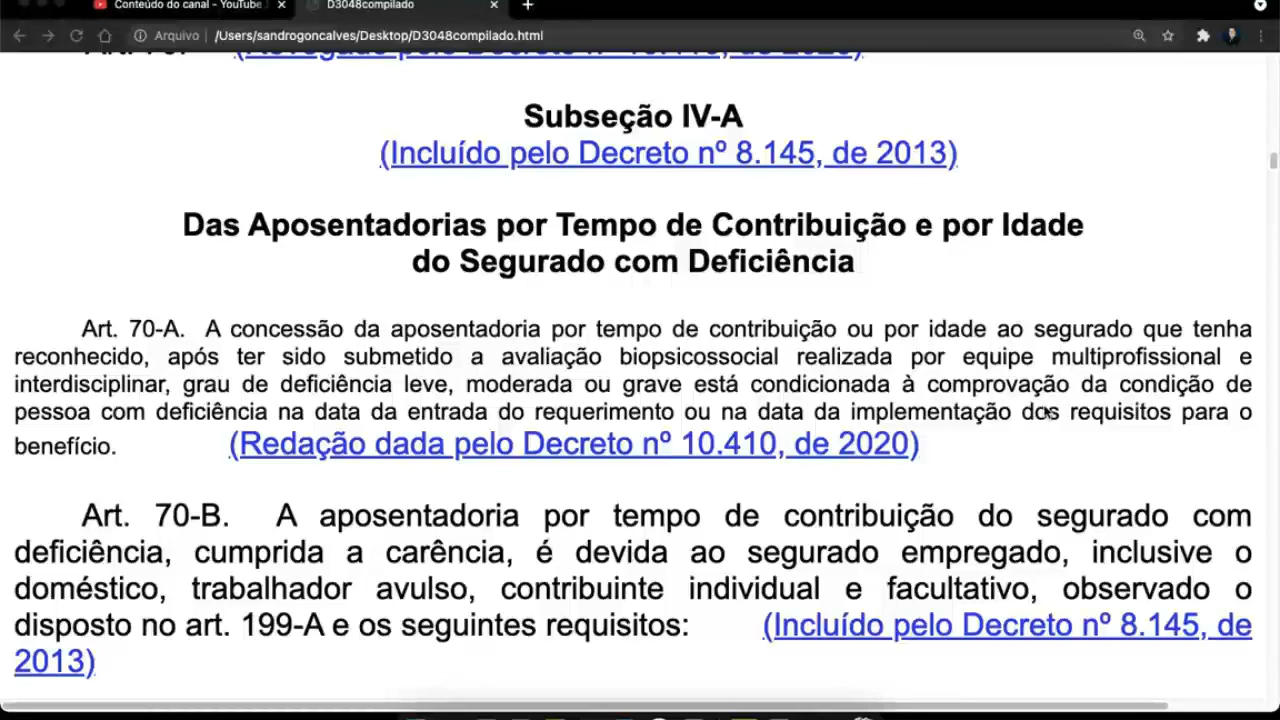 Conteúdo do canal - YouTube
D3048compilado
Arquivo
/Users/sandrogoncalves/Desktop/D3048compilado.html
Subseção IV-A
(Incluído pelo Decreto nº 8.145, de 2013)
Das Aposentadorias por Tempo de Contribuição e por Idade
do Segurado com Deficiência
Art. 70-A. A concessão da aposentadoria por tempo de contribuição ou por idade ao segurado que tenha
reconhecido, após ter sido submetido a avaliação biopsicossocial realizada por equipe multiprofissional e
interdisciplinar, grau de deficiência leve, moderada ou grave está condicionada à comprovação da condição de
pessoa com deficiência na data da entrada do requerimento ou na data da implementação dos requisitos para o
benefício. (Redação dada pelo Decreto nº 10.410, de 2020)
Art. 70-B. A aposentadoria por tempo de contribuição do segurado com
deficiência, cumprida a carência, é devida ao segurado empregado, inclusive o
doméstico, trabalhador avulso, contribuinte individual e facultativo, observado o
disposto no art. 199-A e os seguintes requisitos: (Incluído pelo Decreto nº 8.145, de
2013)